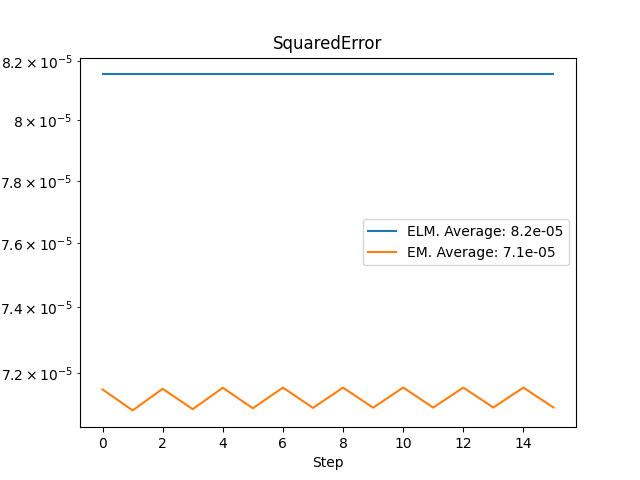 SquaredError
8.2 × 10⁻⁵
8 × 10⁻⁵
7.8 × 10⁻⁵
7.6 × 10⁻⁵
7.4 × 10⁻⁵
7.2 × 10⁻⁵
ELM. Average: 8.2e-05
EM. Average: 7.1e-05
0 2 4 6 8 10 12 14
Step